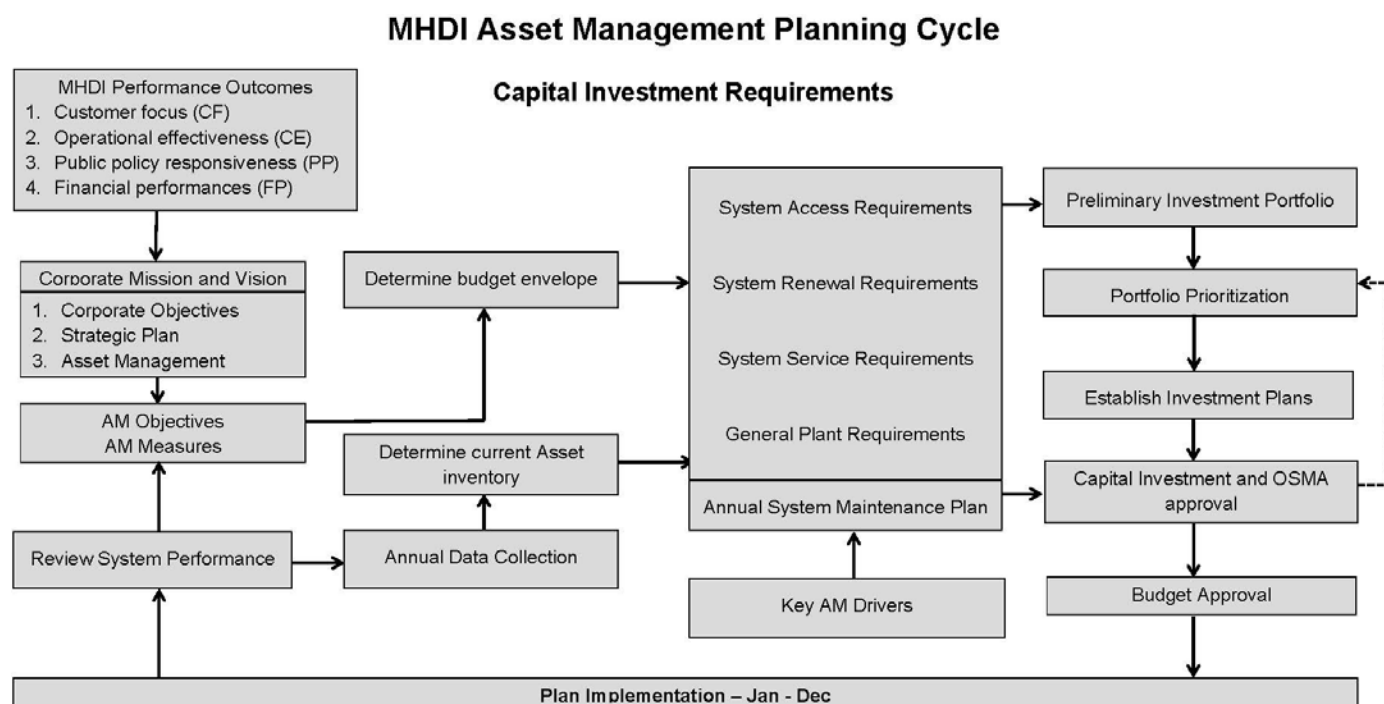 MHDI Asset Management Planning Cycle
Capital Investment Requirements
MHDI Performance Outcomes
1. Customer focus (CF)
2. Operational effectiveness (CE)
3. Public policy responsiveness (PP)
4. Financial performances (FP)
Corporate Mission and Vision
1. Corporate Objectives
2. Strategic Plan
3. Asset Management
AM Objectives
AM Measures
Review System Performance
Determine budget envelope
Determine current Asset
inventory
Annual Data Collection
System Access Requirements
System Renewal Requirements
System Service Requirements
General Plant Requirements
Annual System Maintenance Plan
Key AM Drivers
Preliminary Investment Portfolio
Portfolio Prioritization
Establish Investment Plans
Capital Investment and OSMA
approval
Budget Approval
Plan Implementation – Jan - Dec